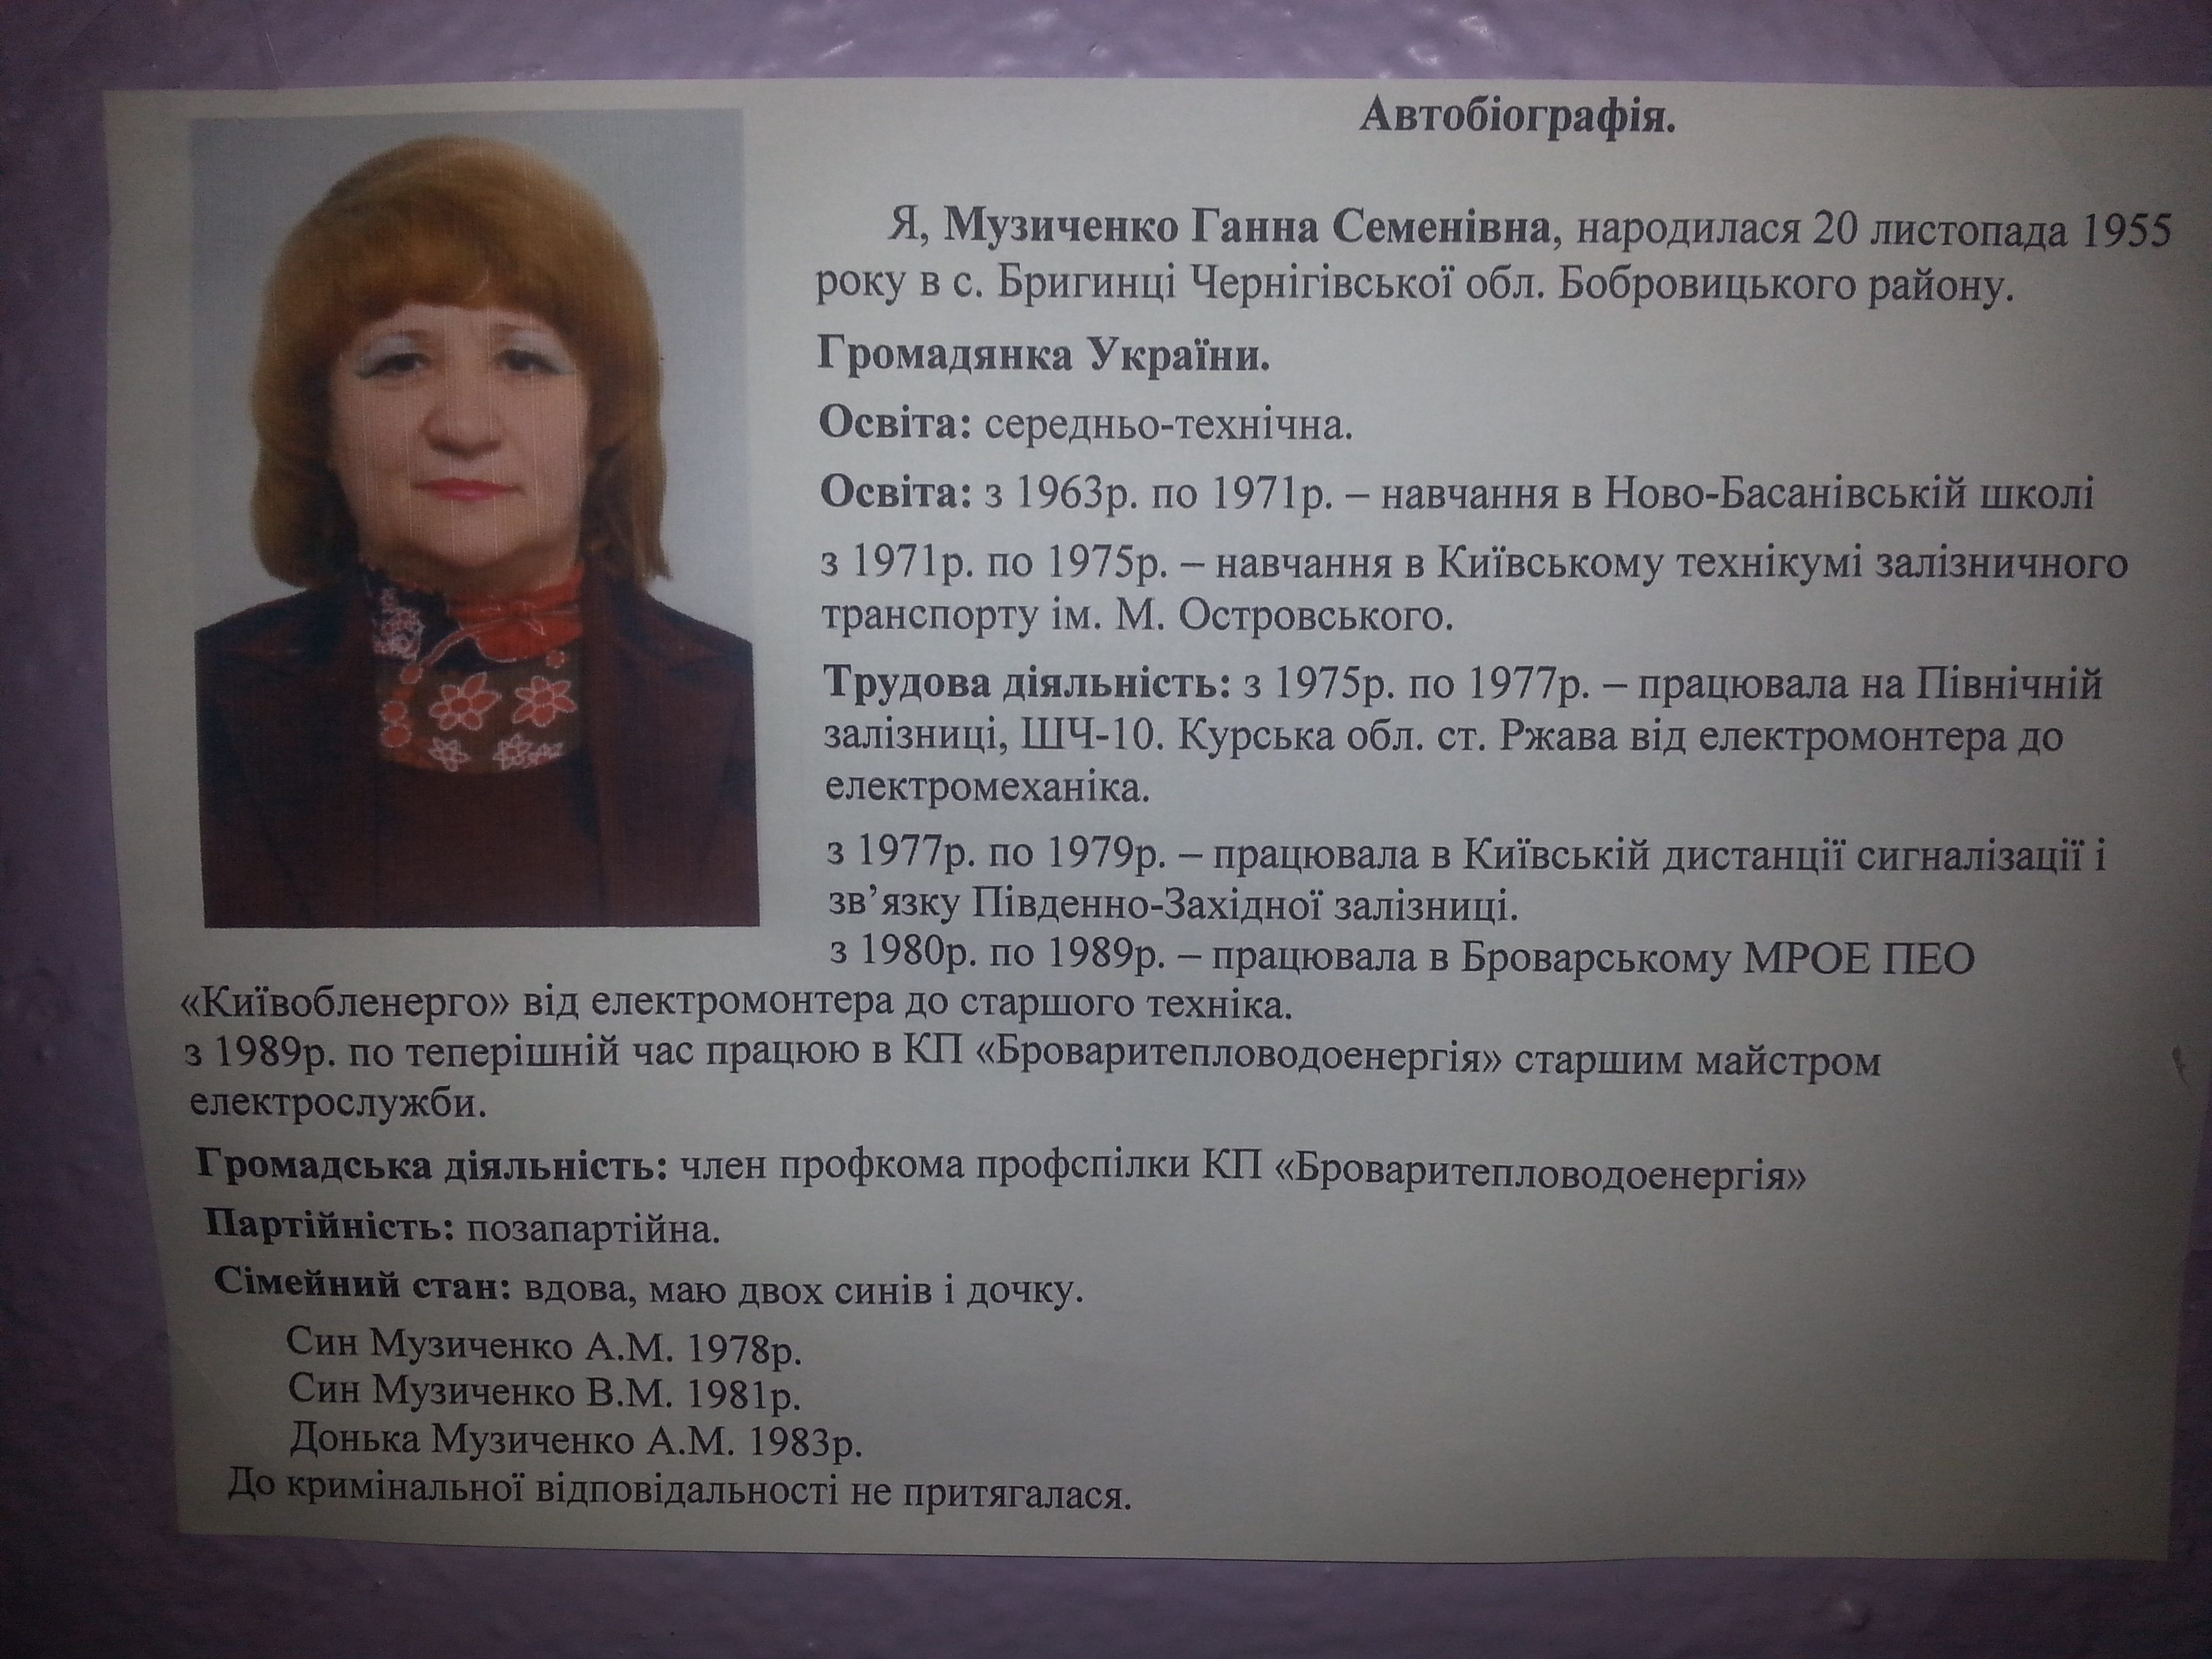 Автобіографія.
Я, Музиченко Ганна Семенівна, народилася 20 листопада 1955
року в с. Бригинці Чернігівської обл. Бобровицького району.
Громадянка України.
Освіта: середньо-технічна.
Освіта: з 1963р. по 1971р. – навчання в Ново-Басанівській школі
з 1971р. по 1975р. – навчання в Київському технікумі залізничного
транспорту ім. М. Островського.
Трудова діяльність: з 1975р. по 1977р. – працювала на Північній
залізниці, ШЧ-10. Курська обл. ст. Ржава від електромонтера до
електромеханіка.
з 1977р. по 1979р. – працювала в Київській дистанції сигналізації і
зв’язку Південно-Західної залізниці.
з 1980р. по 1989р. – працювала в Броварському МРОЕ ПЕО
«Київобленерго» від електромонтера до старшого техніка.
з 1989р. по теперішній час працюю в КП «Броваритепловодоенергія» старшим майстром
електрослужби.
Громадська діяльність: член профкома профспілки КП «Броваритепловодоенергія»
Партійність: позапартійна.
Сімейний стан: вдова, маю двох синів і дочку.
Син Музиченко А.М. 1978р.
Син Музиченко В.М. 1981р.
Донька Музиченко А.М. 1983р.
До кримінальної відповідальності не притягалася.